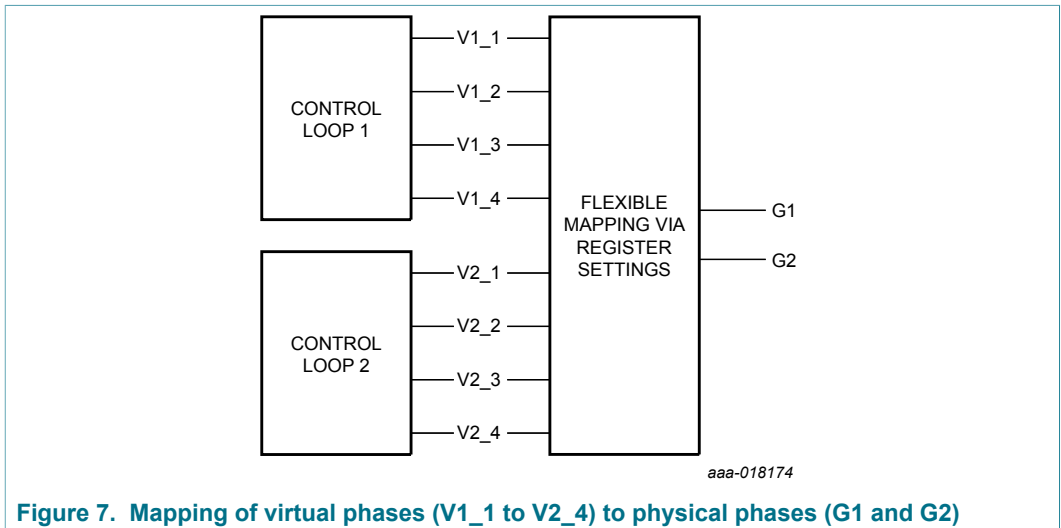 CONTROL
LOOP 1
V1_1
V1_2
V1_3
V1_4
CONTROL
LOOP 2
V2_1
V2_2
V2_3
V2_4
FLEXIBLE
MAPPING VIA
REGISTER
SETTINGS
G1
G2
aaa-018174
Figure 7. Mapping of virtual phases (V1_1 to V2_4) to physical phases (G1 and G2)